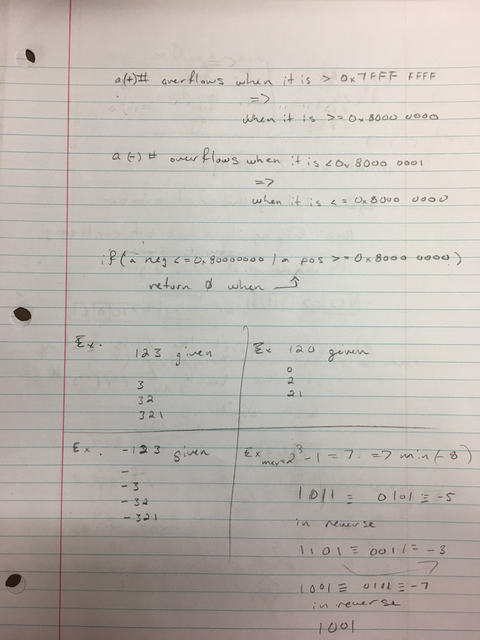 a (+) # overflows when it is > 0x7FFF FFFF
=>
when it is >= 0x8000 0000
a (-) # overflows when it is < 0x 8000 0001
=>
when it is <= 0x8000 0000
if ( a neg <= 0x80000000 | a pos >= 0x8000 0000 )
return 0 when
Ex.
123 given
3
32
321
Ex 120 given
0
2
21
Ex. -123 given
-
-3
-32
-321
Ex max=2^3-1 = 7 => min(-8)
1011 ≡ 0101 ≡ -5
in reverse
1101 ≡ 0011 = -3
1001 ≡ 0111 ≡ -7
in reverse
1001